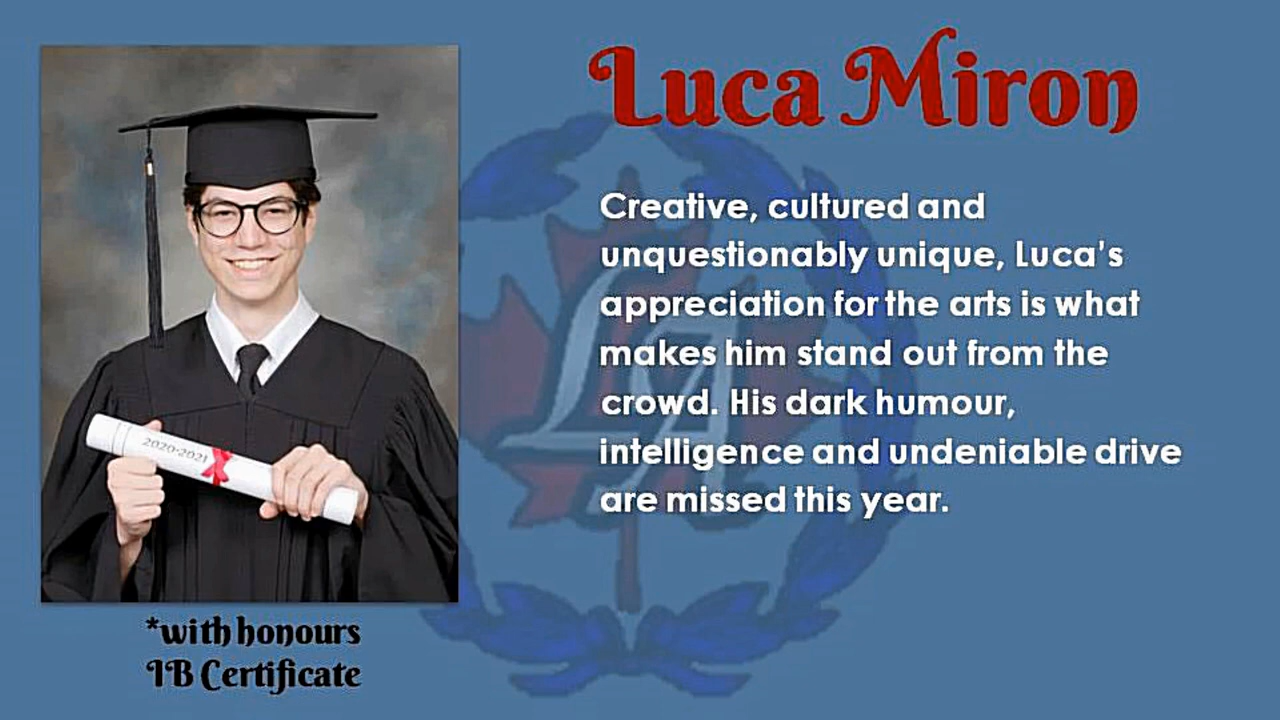 Luca Miron
Creative, cultured and
unquestionably unique, Luca's
appreciation for the arts is what
makes him stand out from the
crowd. His dark humour,
intelligence and undeniable drive
are missed this year.
2020-2021
*with honours
IB Certificate